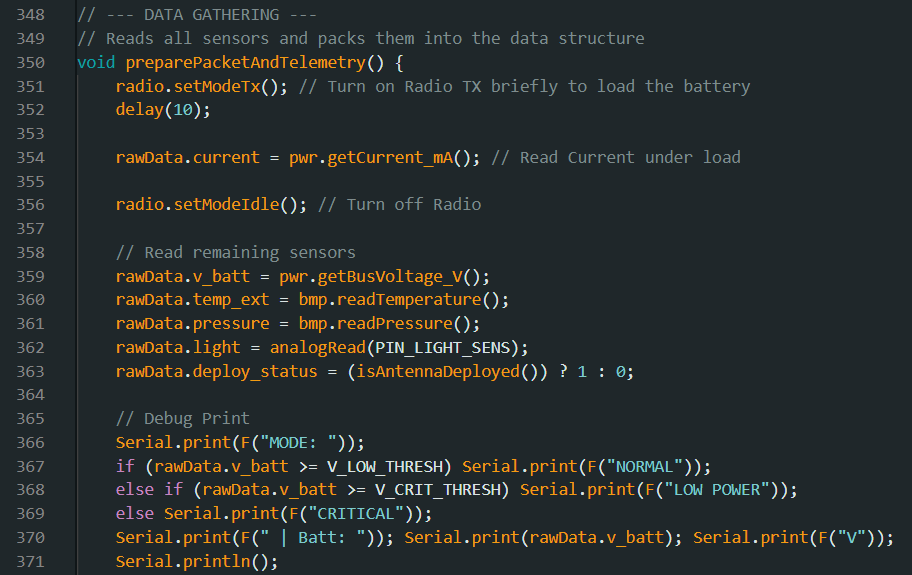 348 // --- DATA GATHERING ---
349 // Reads all sensors and packs them into the data structure
350 void preparePacketAndTelemetry() {
351     radio.setModeTx(); // Turn on Radio TX briefly to load the battery
352     delay(10);
353
354     rawData.current = pwr.getCurrent_mA(); // Read Current under load
355
356     radio.setModeIdle(); // Turn off Radio
357
358     // Read remaining sensors
359     rawData.v_batt = pwr.getBusVoltage_V();
360     rawData.temp_ext = bmp.readTemperature();
361     rawData.pressure = bmp.readPressure();
362     rawData.light = analogRead(PIN_LIGHT_SENS);
363     rawData.deploy_status = (isAntennaDeployed()) ? 1 : 0;
364
365     // Debug Print
366     Serial.print(F("MODE: "));
367     if (rawData.v_batt >= V_LOW_THRESH) Serial.print(F("NORMAL"));
368     else if (rawData.v_batt >= V_CRIT_THRESH) Serial.print(F("LOW POWER"));
369     else Serial.print(F("CRITICAL"));
370     Serial.print(F(" | Batt: ")); Serial.print(rawData.v_batt); Serial.print(F("V"));
371     Serial.println();